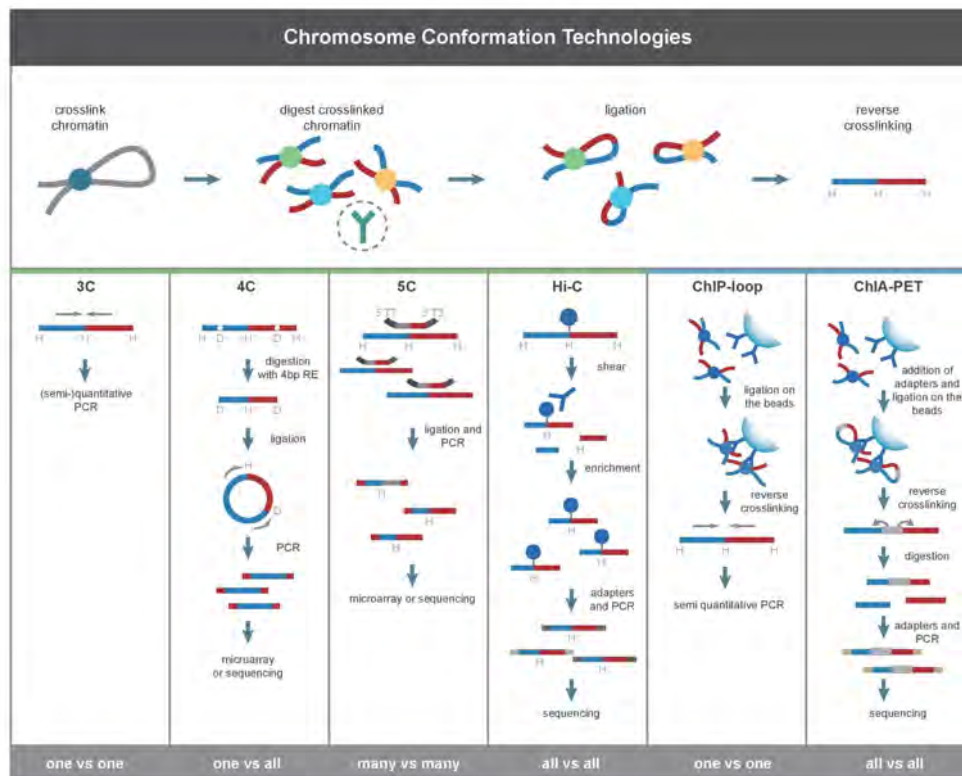 Chromosome Conformation Technologies
crosslink
chromatin
digest crosslinked
chromatin
ligation
reverse
crosslinking
H H H
3C
H H H
(semi-)quantitative
PCR
one vs one
4C
H D H D H
digestion
with 4bp RE
D H D
ligation
H
D
PCR
microarray
or sequencing
one vs all
5C
H H H
ligation and
PCR
H
H
H
microarray or sequencing
many vs many
Hi-C
H H H
shear
H
H
enrichment
H
H H
adapters
and PCR
H
H H
sequencing
all vs all
ChIP-loop
ligation on
the beads
reverse
crosslinking
H H H
semi quantitative PCR
one vs one
ChIA-PET
addition of
adapters and
ligation on the
beads
reverse
crosslinking
digestion
adapters and
PCR
sequencing
all vs all